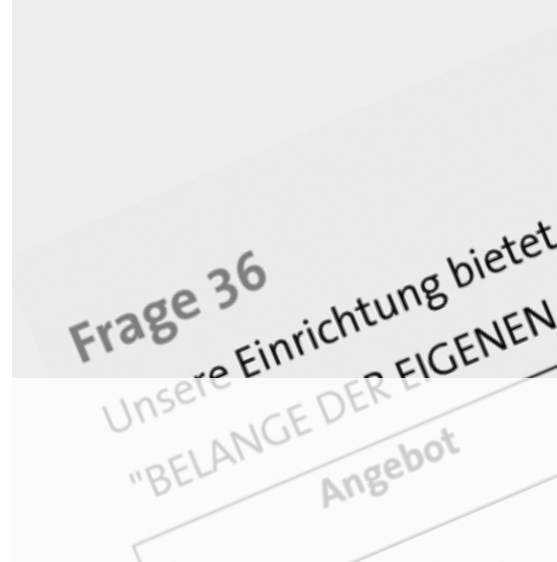 Frage 36
Unsere Einrichtung bietet
"BELANGE DER EIGENEN
Angebot